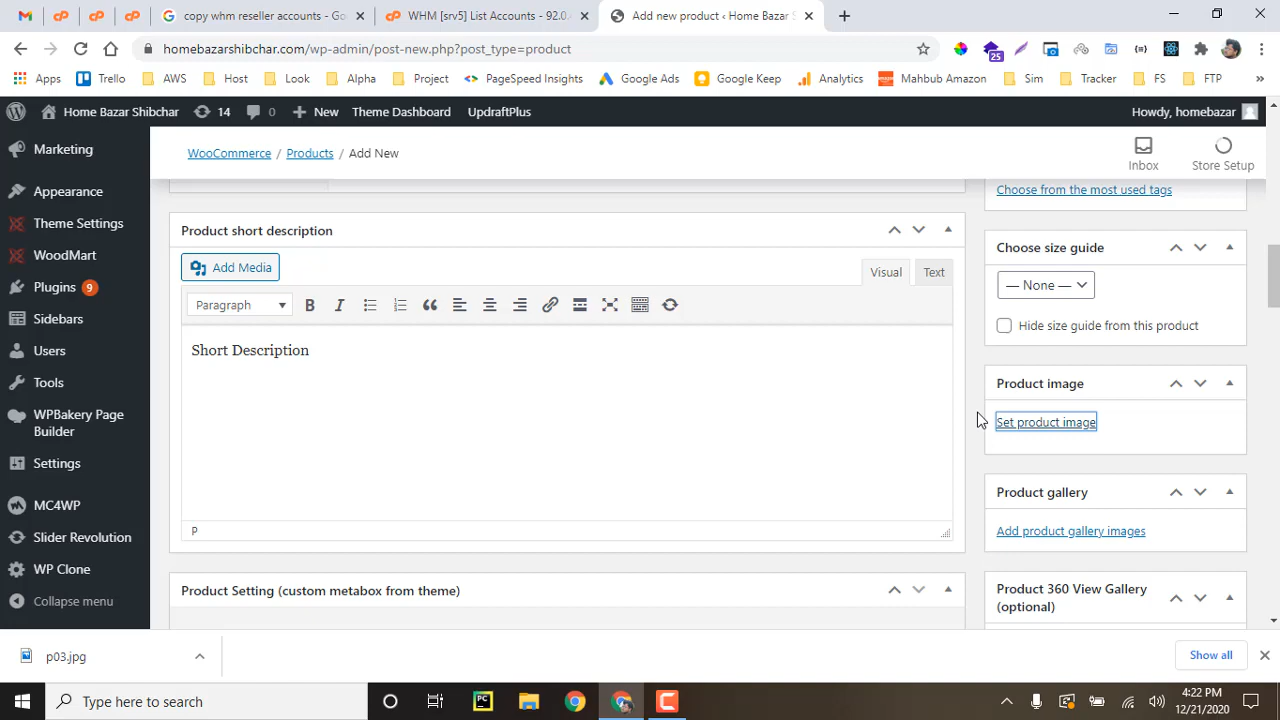 copy whm reseller accounts - Go
WHM [srv5] List Accounts - 92.0.
Add new product ‹ Home Bazar S
homebazarshibchar.com/wp-admin/post-new.php?post_type=product
25
Apps
Trello
AWS
Host
Look
Alpha
Project
PageSpeed Insights
Google Ads
Google Keep
Analytics
Mahbub Amazon
Sim
Tracker
FS
FTP
Home Bazar Shibchar
14
0
New
Theme Dashboard
UpdraftPlus
Howdy, homebazar
Marketing
Appearance
Theme Settings
WoodMart
Plugins 9
Sidebars
Users
Tools
WPBakery Page
Builder
Settings
MC4WP
Slider Revolution
WP Clone
Collapse menu
WooCommerce / Products / Add New
Inbox
Store Setup
Product short description
Add Media
Visual
Text
Paragraph
B I
Short Description
P
Product Setting (custom metabox from theme)
Choose from the most used tags
Choose size guide
— None —
Hide size guide from this product
Product image
Set product image
Product gallery
Add product gallery images
Product 360 View Gallery
(optional)
p03.jpg
Show all
Type here to search
PC
4:22 PM
12/21/2020